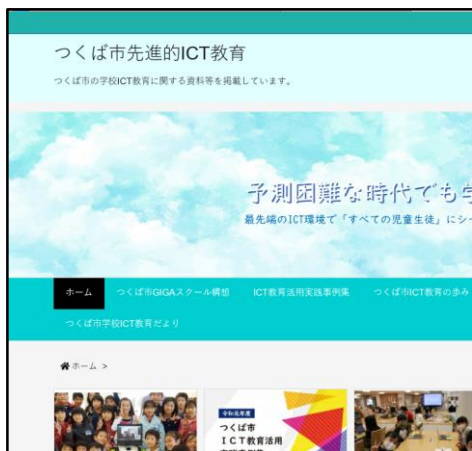 つくば市先進的ICT教育
つくば市の学校ICT教育に関する資料等を掲載しています。
予測困難な時代でも学
最先端のICT環境で「すべての児童生徒」にシー
ホーム つくば市GIGAスクール構想 ICT教育活用実践事例集 つくば市ICT教育の歩み
つくば市学校ICT教育だより
ホーム >
令和元年度
つくば市
ICT教育活用